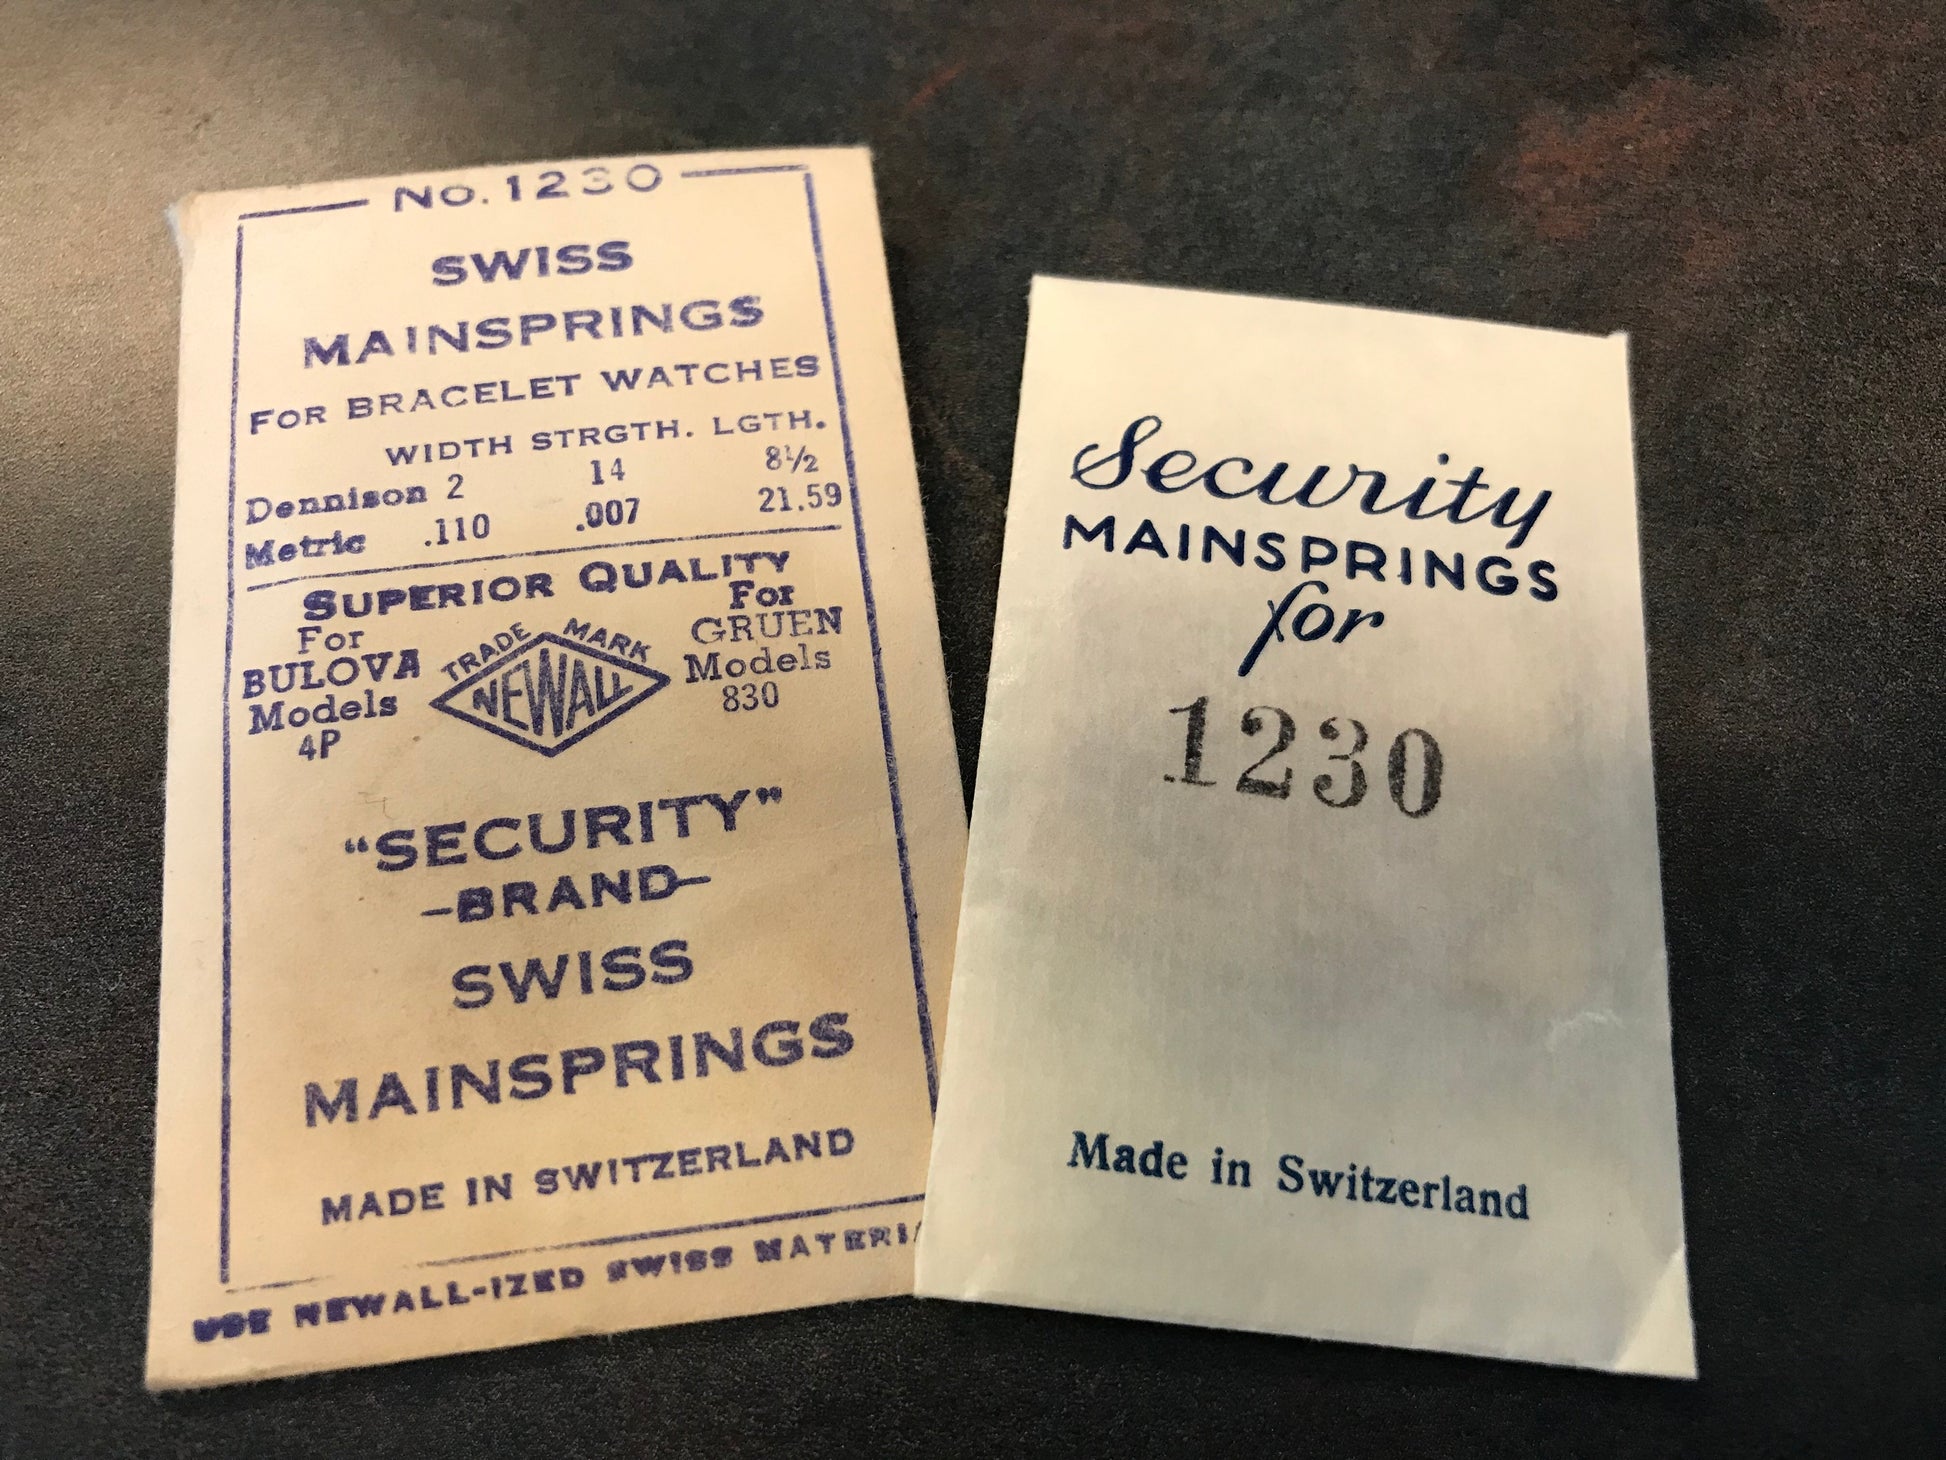 No. 1230
SWISS
MAINSPRINGS
FOR BRACELET WATCHES
WIDTH STRGTH. LGTH.
Dennison 2 14 8½
Metric .110 .007 21.59
SUPERIOR QUALITY
For
BULOVA
Models
4P
TRADE MARK
NEWALL
For
GRUEN
Models
830
"SECURITY"
-BRAND-
SWISS
MAINSPRINGS
MADE IN SWITZERLAND
USE NEWALL-IZED SWISS MATERI
Security
MAINSPRINGS
for
1230
Made in Switzerland